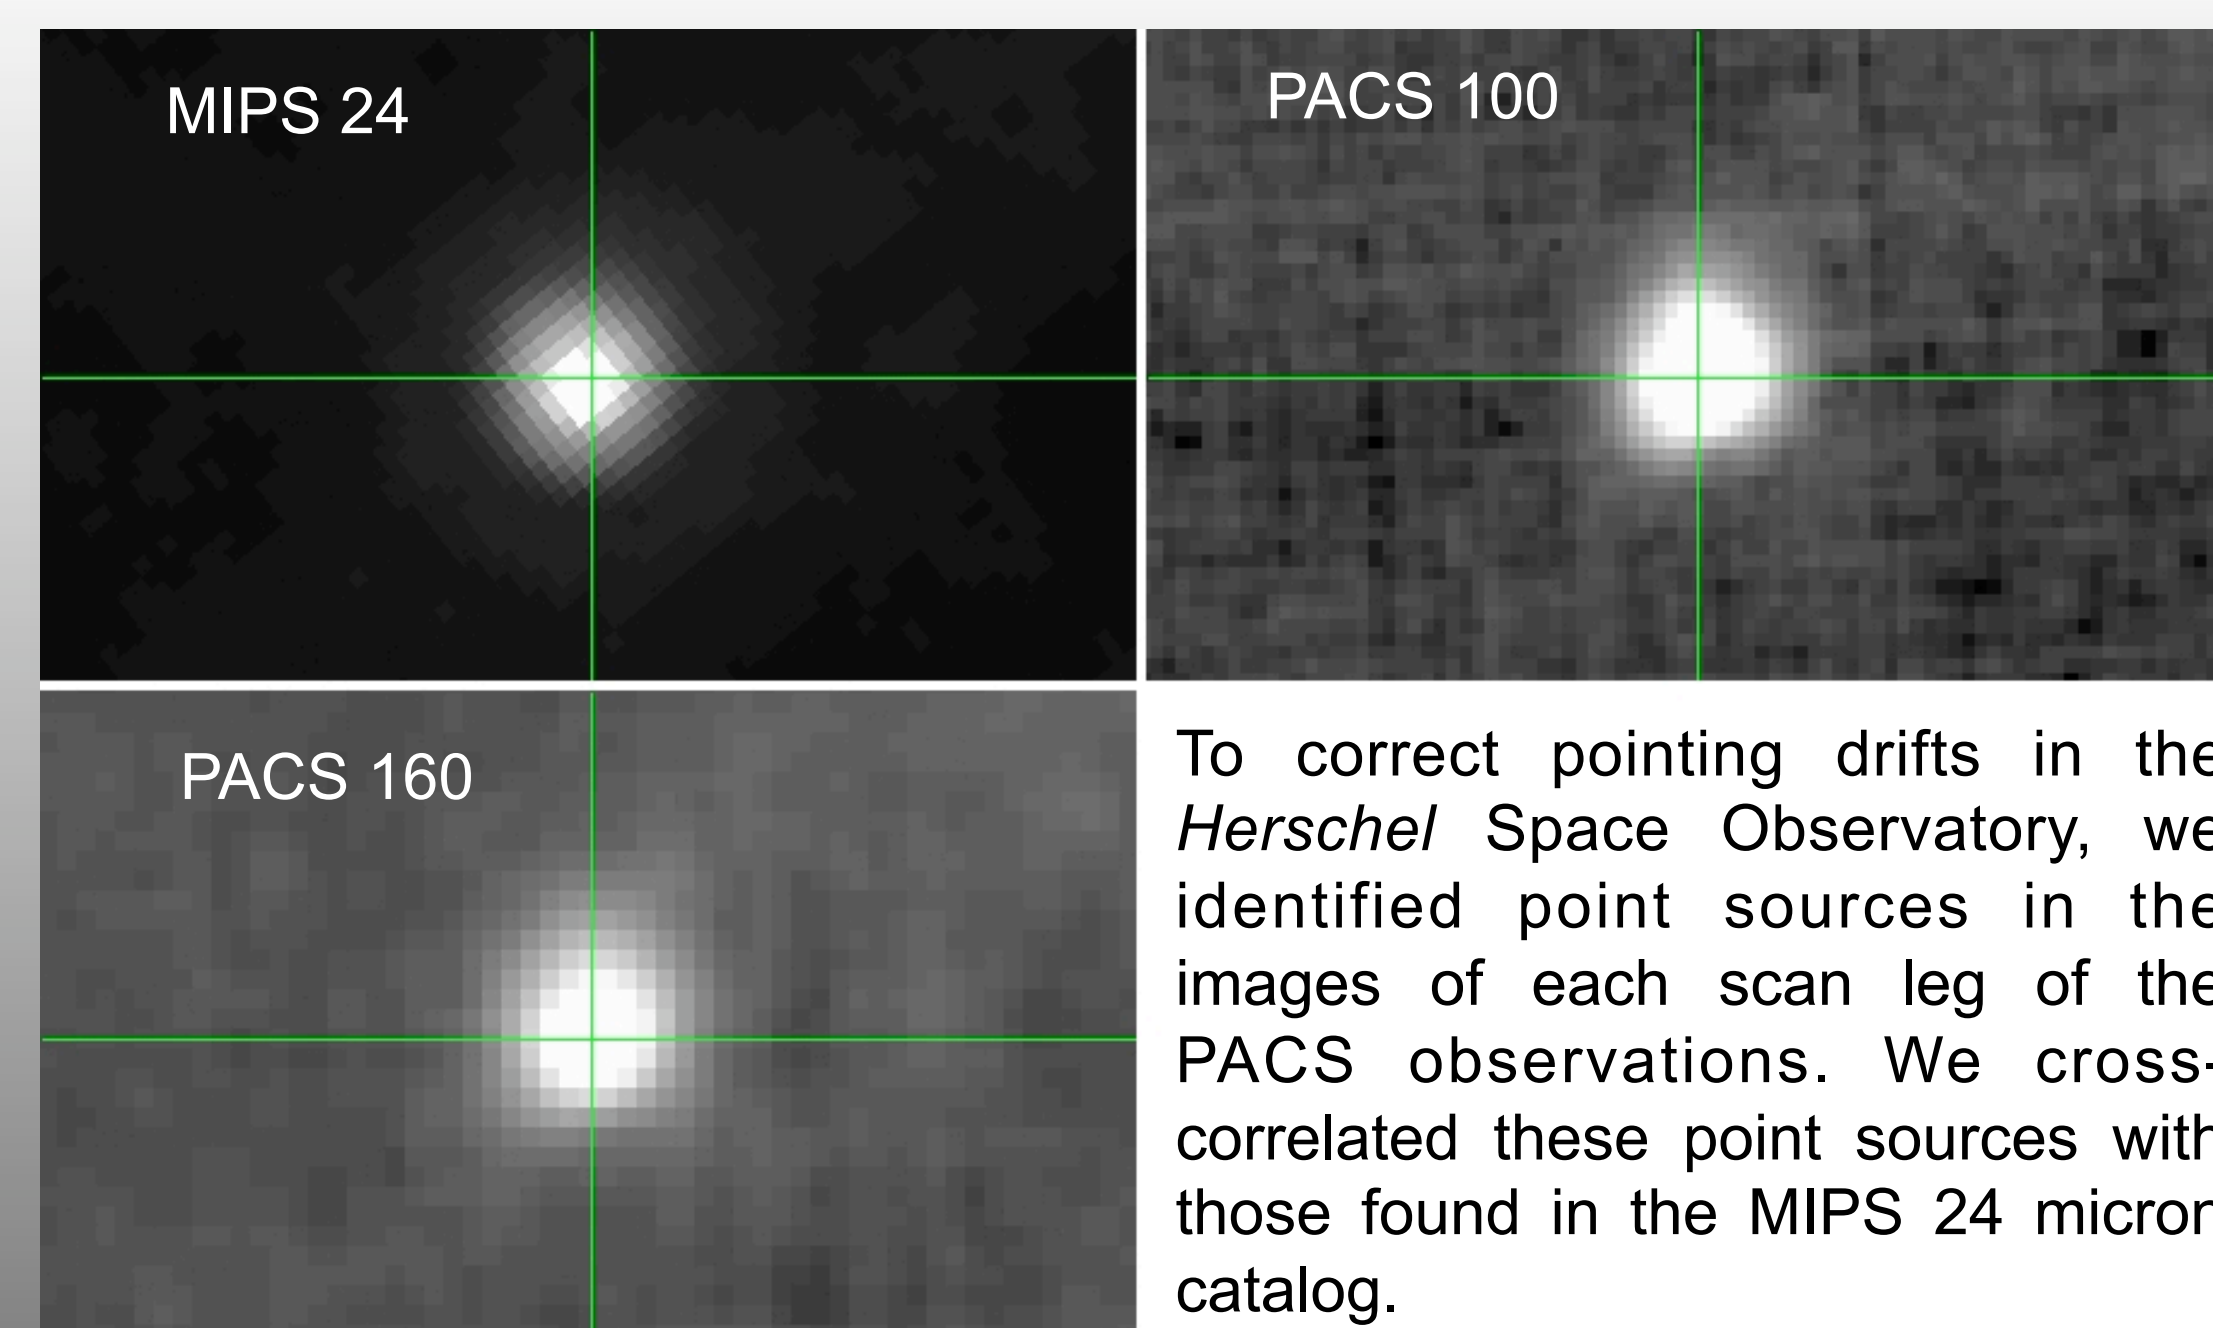 MIPS 24
PACS 100
PACS 160
To correct pointing drifts in the
Herschel Space Observatory, we
identified point sources in the
images of each scan leg of the
PACS observations. We cross-
correlated these point sources with
those found in the MIPS 24 micron
catalog.